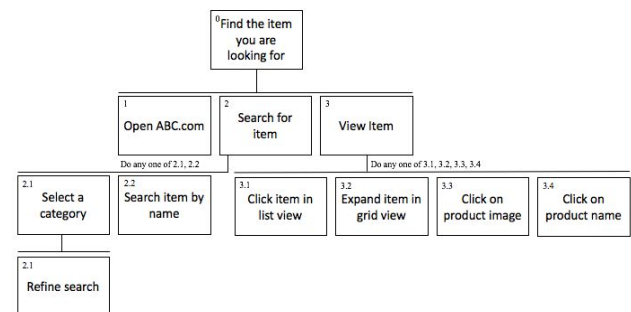 0 Find the item
you are
looking for
1
Open ABC.com
2
Search for
item
3
View Item
Do any one of 2.1, 2.2
Do any one of 3.1, 3.2, 3.3, 3.4
2.1
Select a
category
2.2
Search item by
name
3.1
Click item in
list view
3.2
Expand item in
grid view
3.3
Click on
product image
3.4
Click on
product name
2.1
Refine search